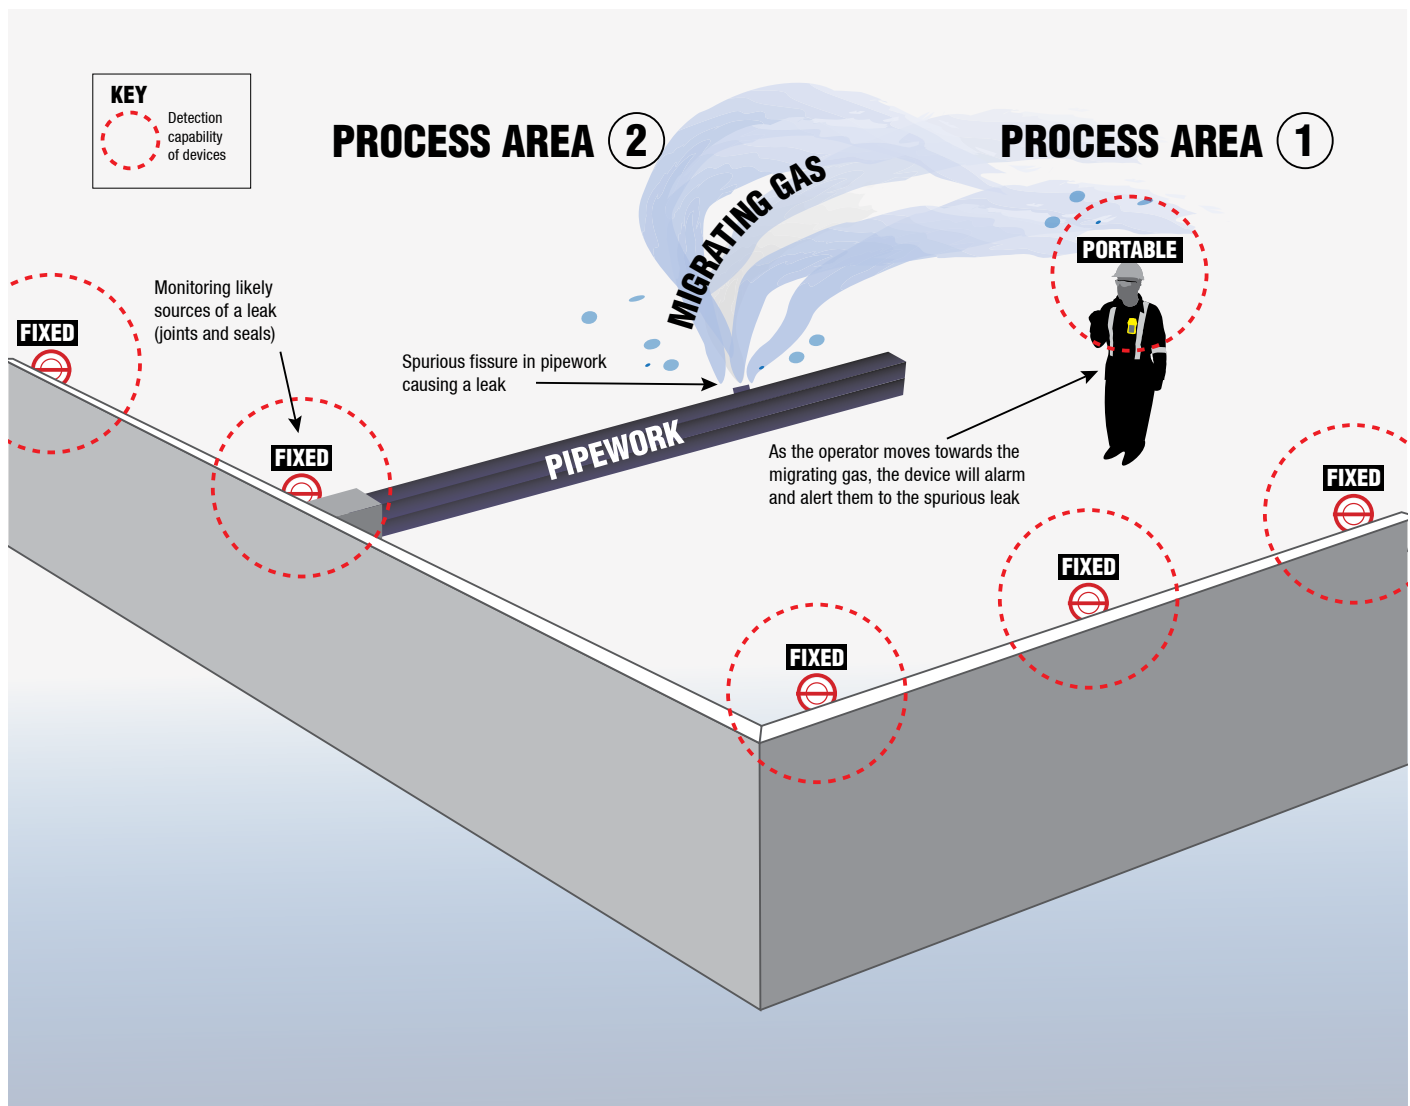 KEY
Detection
capability
of devices
PROCESS AREA 2
PROCESS AREA 1
MIGRATING GAS
PORTABLE
Monitoring likely
sources of a leak
(joints and seals)
FIXED
Spurious fissure in pipework
causing a leak
PIPEWORK
FIXED
As the operator moves towards the
migrating gas, the device will alarm
and alert them to the spurious leak
FIXED
FIXED
FIXED